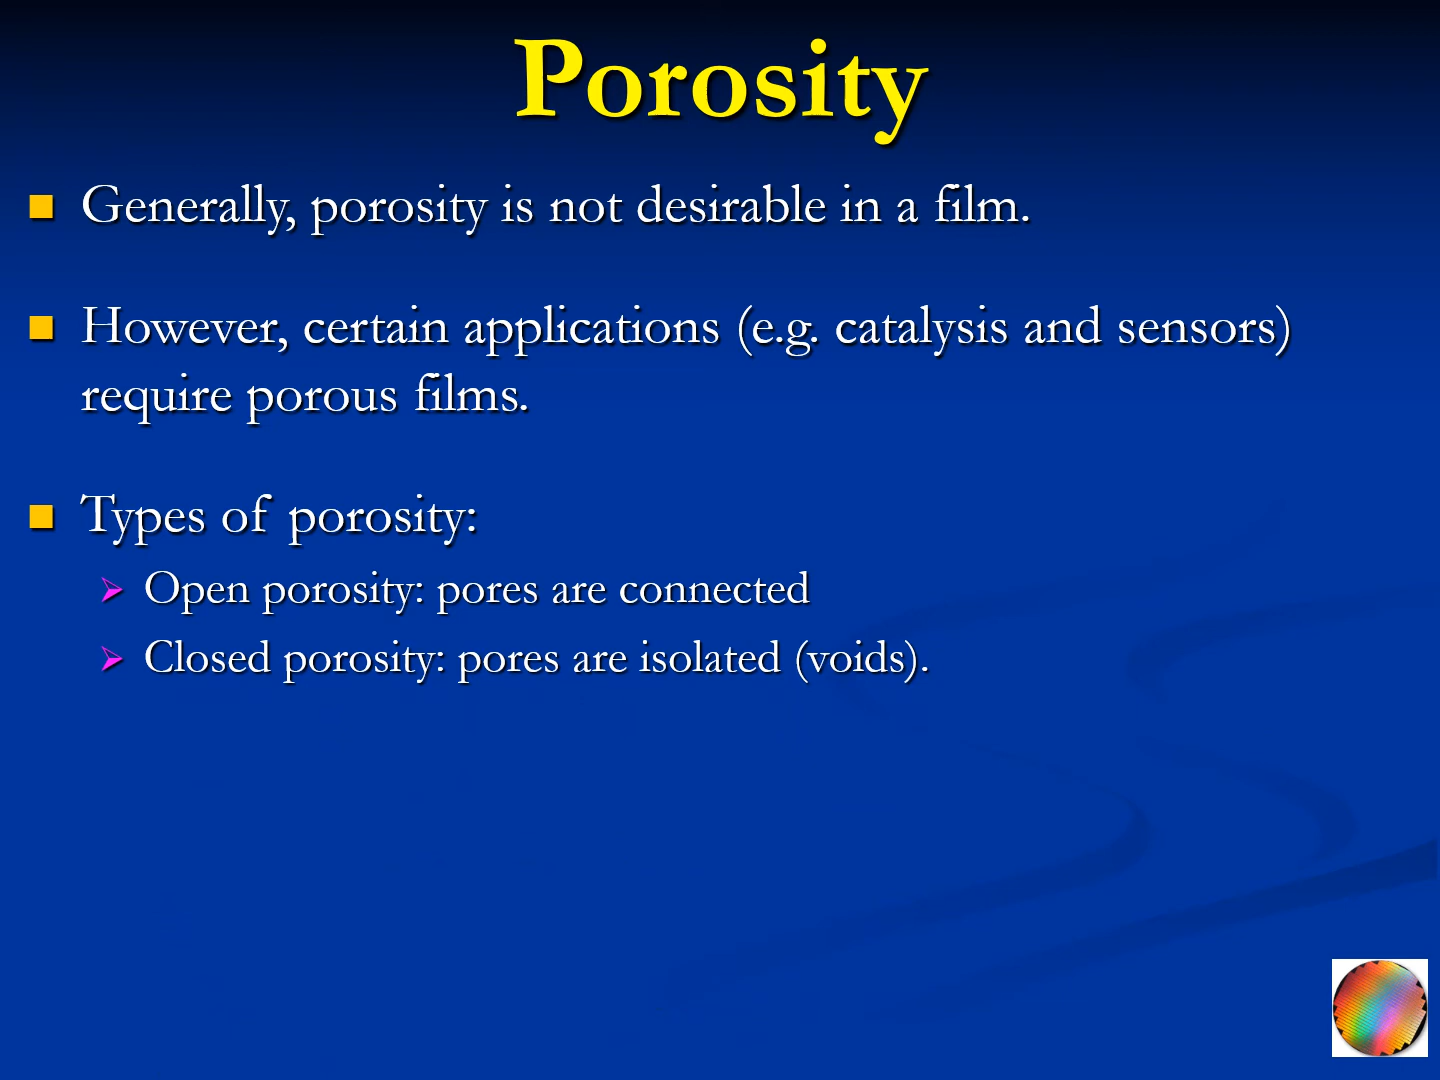 Porosity
Generally, porosity is not desirable in a film.
However, certain applications (e.g. catalysis and sensors)
require porous films.
Types of porosity:
Open porosity: pores are connected
Closed porosity: pores are isolated (voids).